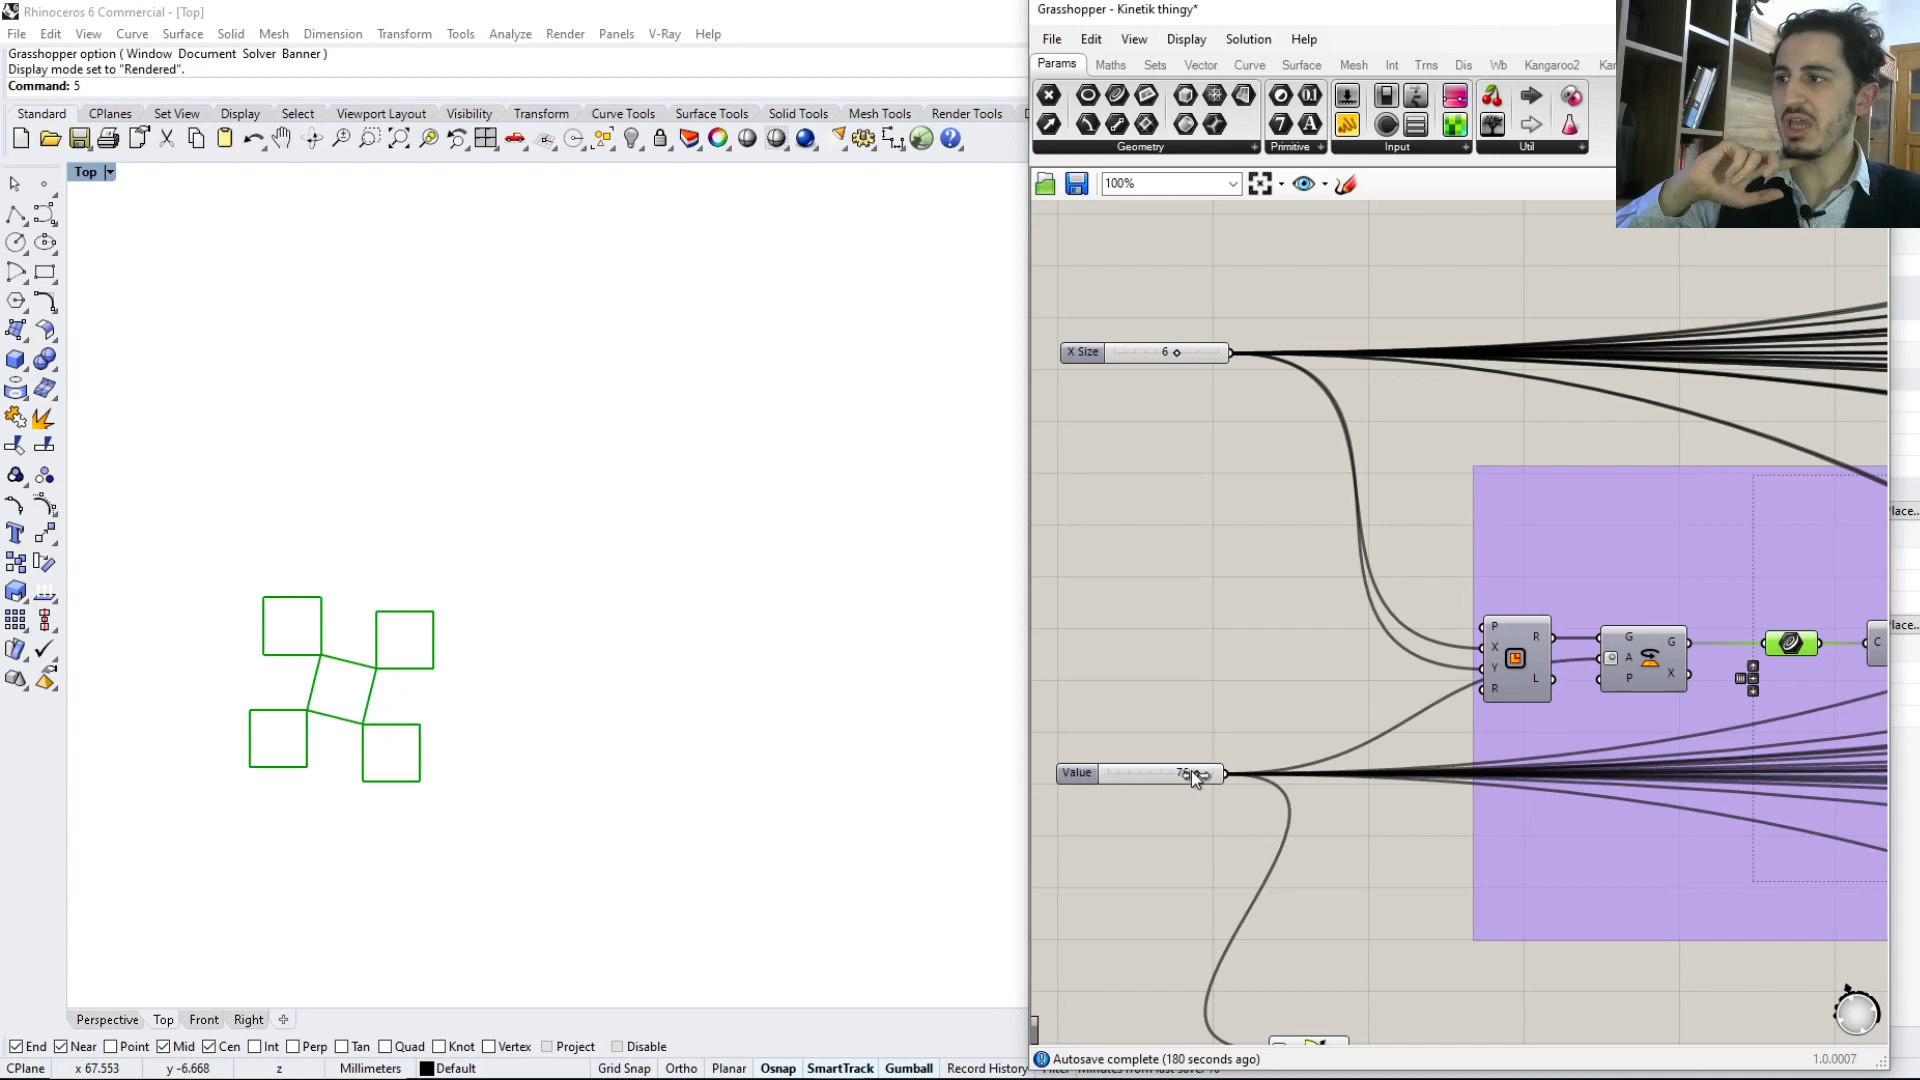 Rhinoceros 6 Commercial - [Top]
File Edit View Curve Surface Solid Mesh Dimension Transform Tools Analyze Render Panels V-Ray Help
Grasshopper option ( Window Document Solver Banner )
Display mode set to "Rendered".
Command: 5
Standard CPlanes Set View Display Select Viewport Layout Visibility Transform Curve Tools Surface Tools Solid Tools Mesh Tools Render Tools
Top
Perspective Top Front Right
End Near Point Mid Cen Int Perp Tan Quad Knot Vertex Project Disable
CPlane x 67.553 y -6.668 z Millimeters Default Grid Snap Ortho Planar Osnap SmartTrack Gumball Record History
Grasshopper - Kinetik thingy*
File Edit View Display Solution Help
Params Maths Sets Vector Curve Surface Mesh Int Trns Dis Wb Kangaroo2
Geometry Primitive Input Util
100%
X Size 6
P
X
Y
R
R
L
G
A
P
G
X
C
Value
Autosave complete (180 seconds ago) 1.0.0007
lace...
lace...